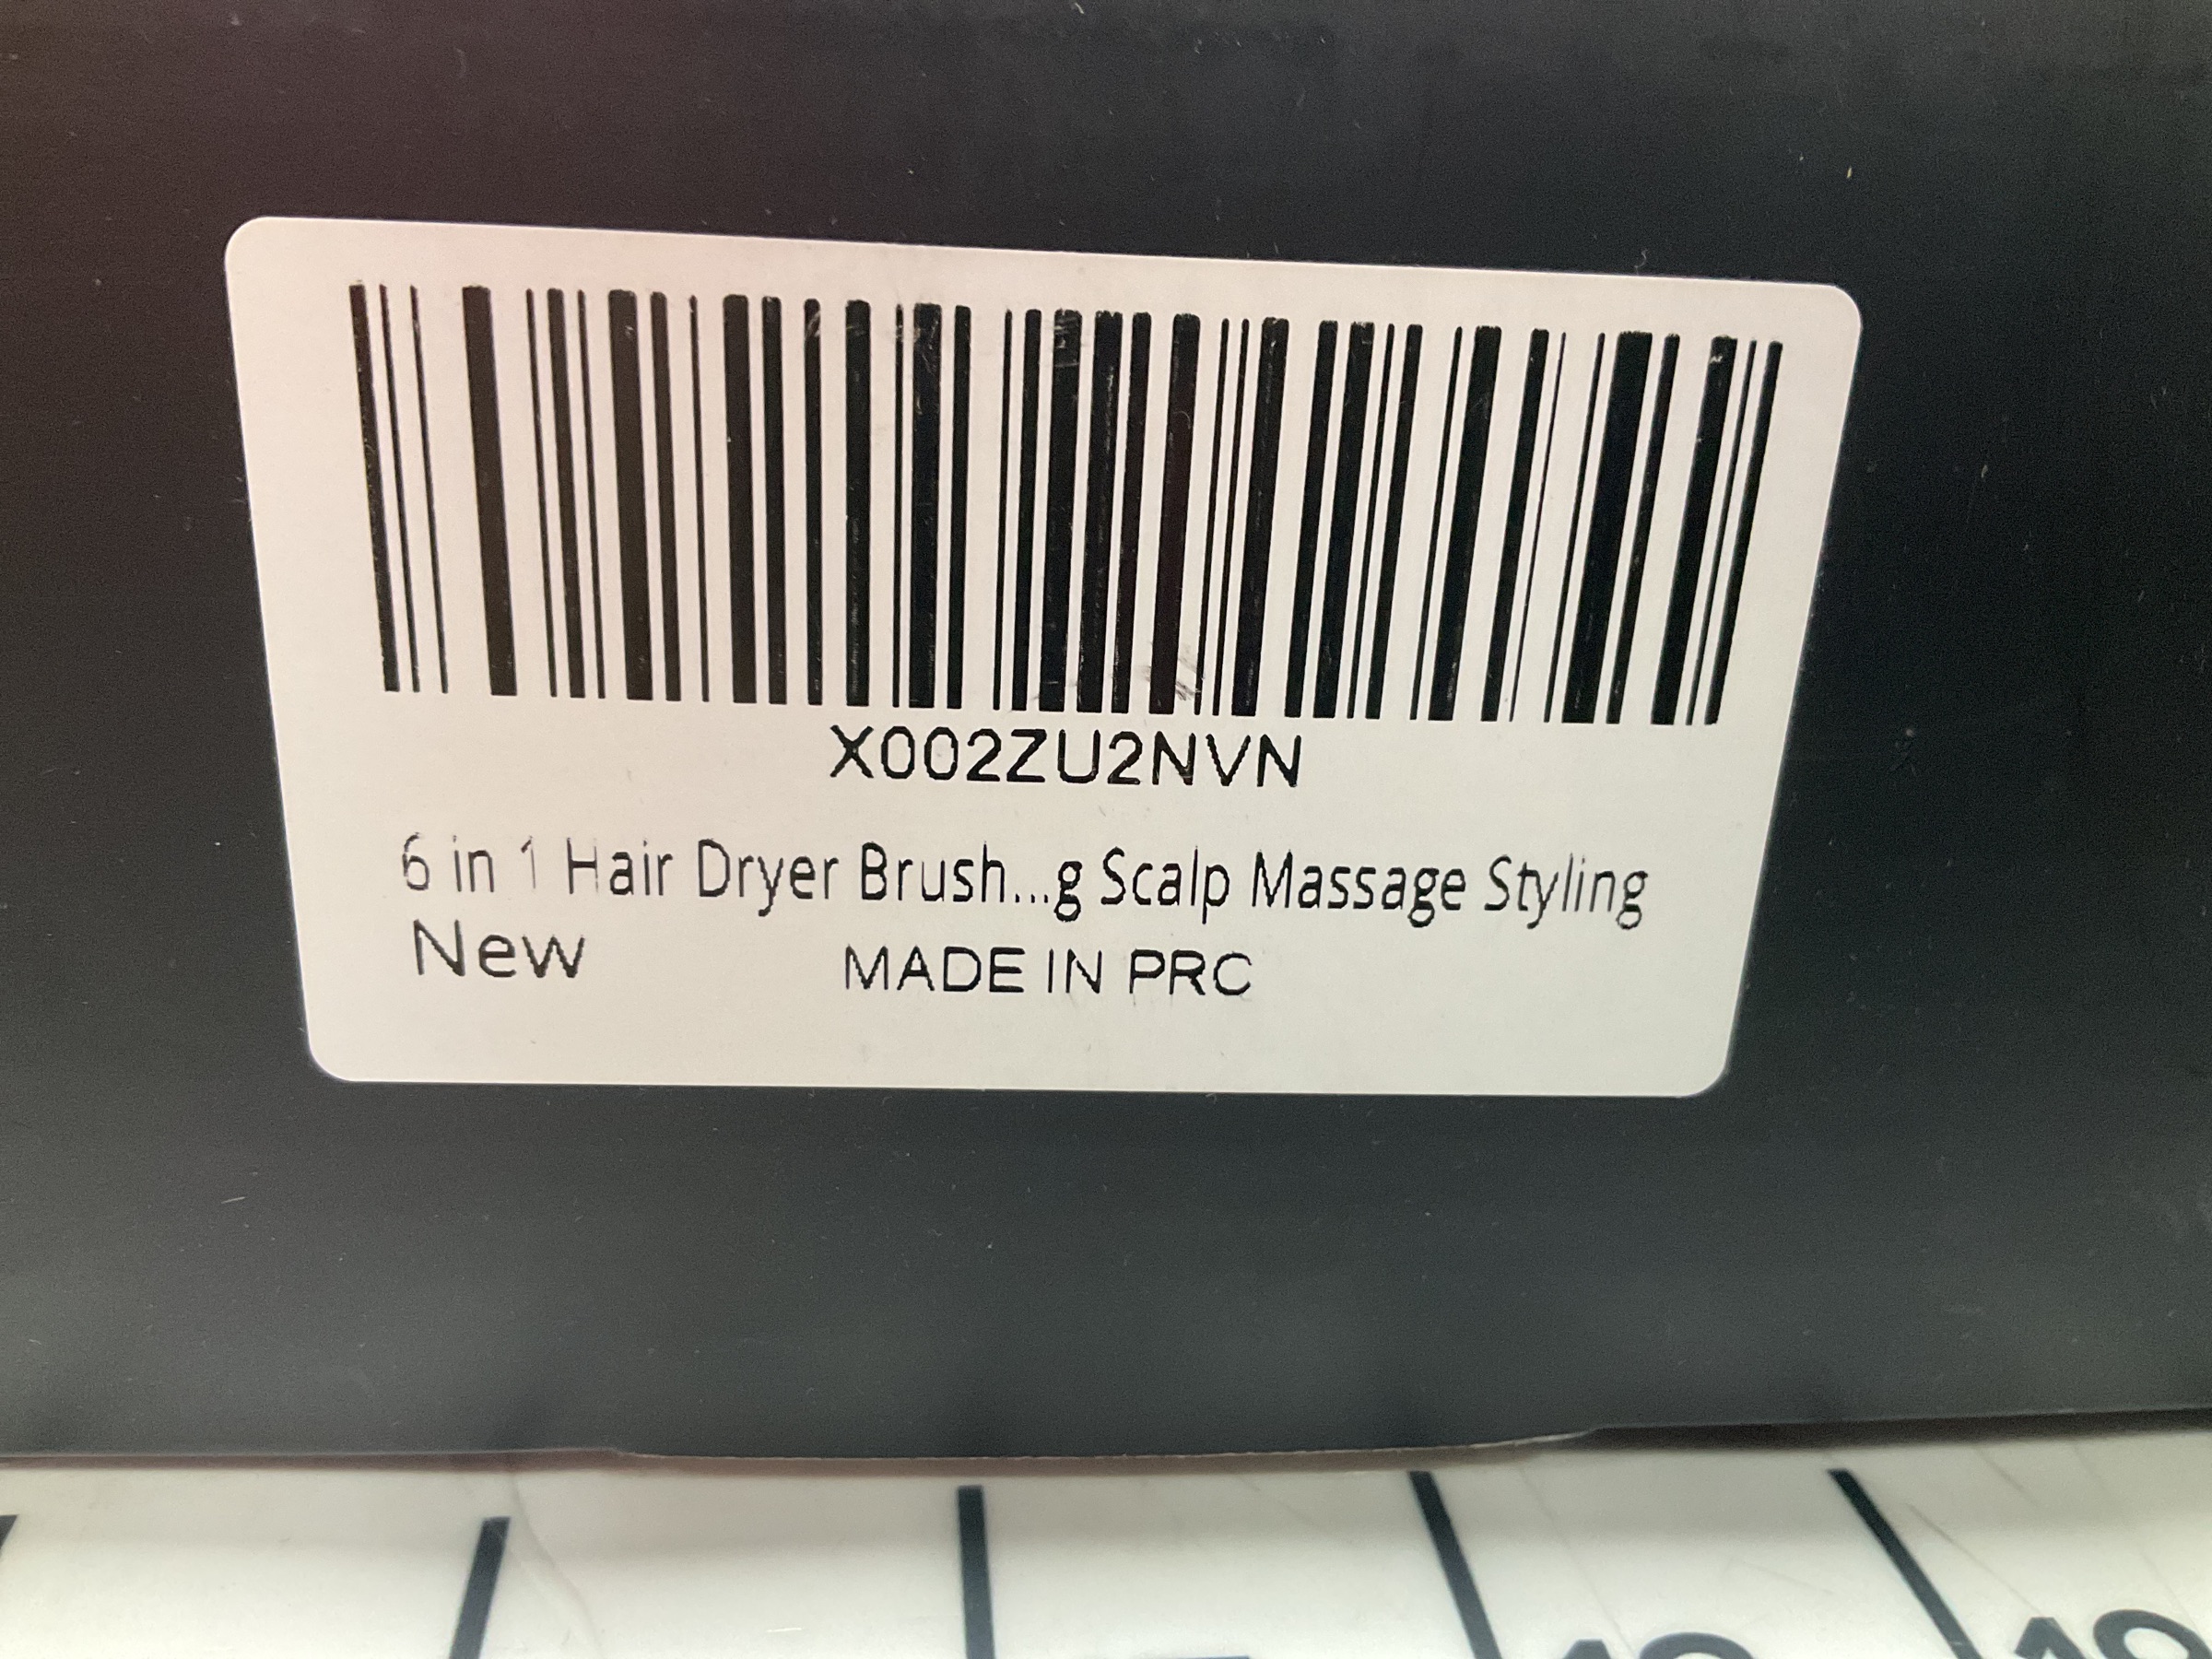 X002ZU2NVN
6 in 1 Hair Dryer Brush...g Scalp Massage Styling
New MADE IN PRC